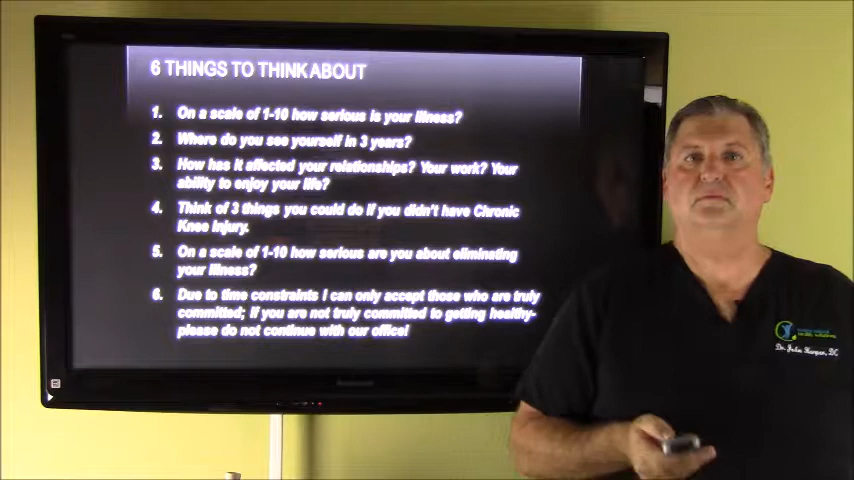 6 THINGS TO THINK ABOUT
1. On a scale of 1-10 how serious is your illness?
2. Where do you see yourself in 3 years?
3. How has it affected your relationships? Your work? Your
ability to enjoy your life?
4. Think of 3 things you could do if you didn't have Chronic
Knee Injury.
5. On a scale of 1-10 how serious are you about eliminating
your illness?
6. Due to time constraints I can only accept those who are truly
committed; If you are not truly committed to getting healthy-
please do not continue with our office!